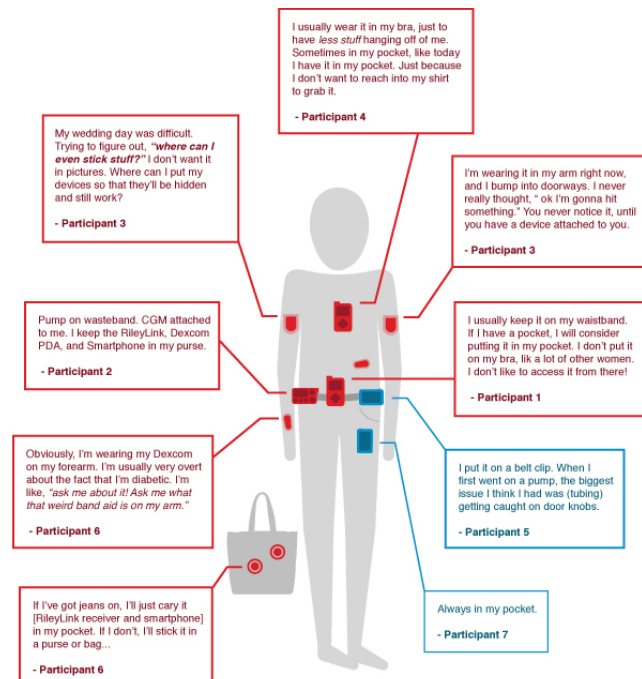 I usually wear it in my bra, just to
have less stuff hanging off of me.
Sometimes in my pocket, like today
I have it in my pocket. Just because
I don't want to reach into my shirt
to grab it.
- Participant 4
My wedding day was difficult.
Trying to figure out, “where can I
even stick stuff?” I don't want it
in pictures. Where can I put my
devices so that they'll be hidden
and still work?
- Participant 3
I'm wearing it in my arm right now,
and I bump into doorways. I never
really thought, “ ok I'm gonna hit
something.” You never notice it, until
you have a device attached to you.
- Participant 3
Pump on wasteband. CGM attached
to me. I keep the RileyLink, Dexcom
PDA, and Smartphone in my purse.
- Participant 2
I usually keep it on my waistband.
If I have a pocket, I will consider
putting it in my pocket. I don't put it
on my bra, lik a lot of other women.
I don't like to access it from there!
- Participant 1
Obviously, I'm wearing my Dexcom
on my forearm. I'm usually very overt
about the fact that I'm diabetic. I'm
like, “ask me about it! Ask me what
that weird band aid is on my arm.”
- Participant 6
I put it on a belt clip. When I
first went on a pump, the biggest
issue I think I had was (tubing)
getting caught on door knobs.
- Participant 5
If I've got jeans on, I'll just cary it
[RileyLink receiver and smartphone]
in my pocket. If I don't, I'll stick it in
a purse or bag...
- Participant 6
Always in my pocket.
- Participant 7